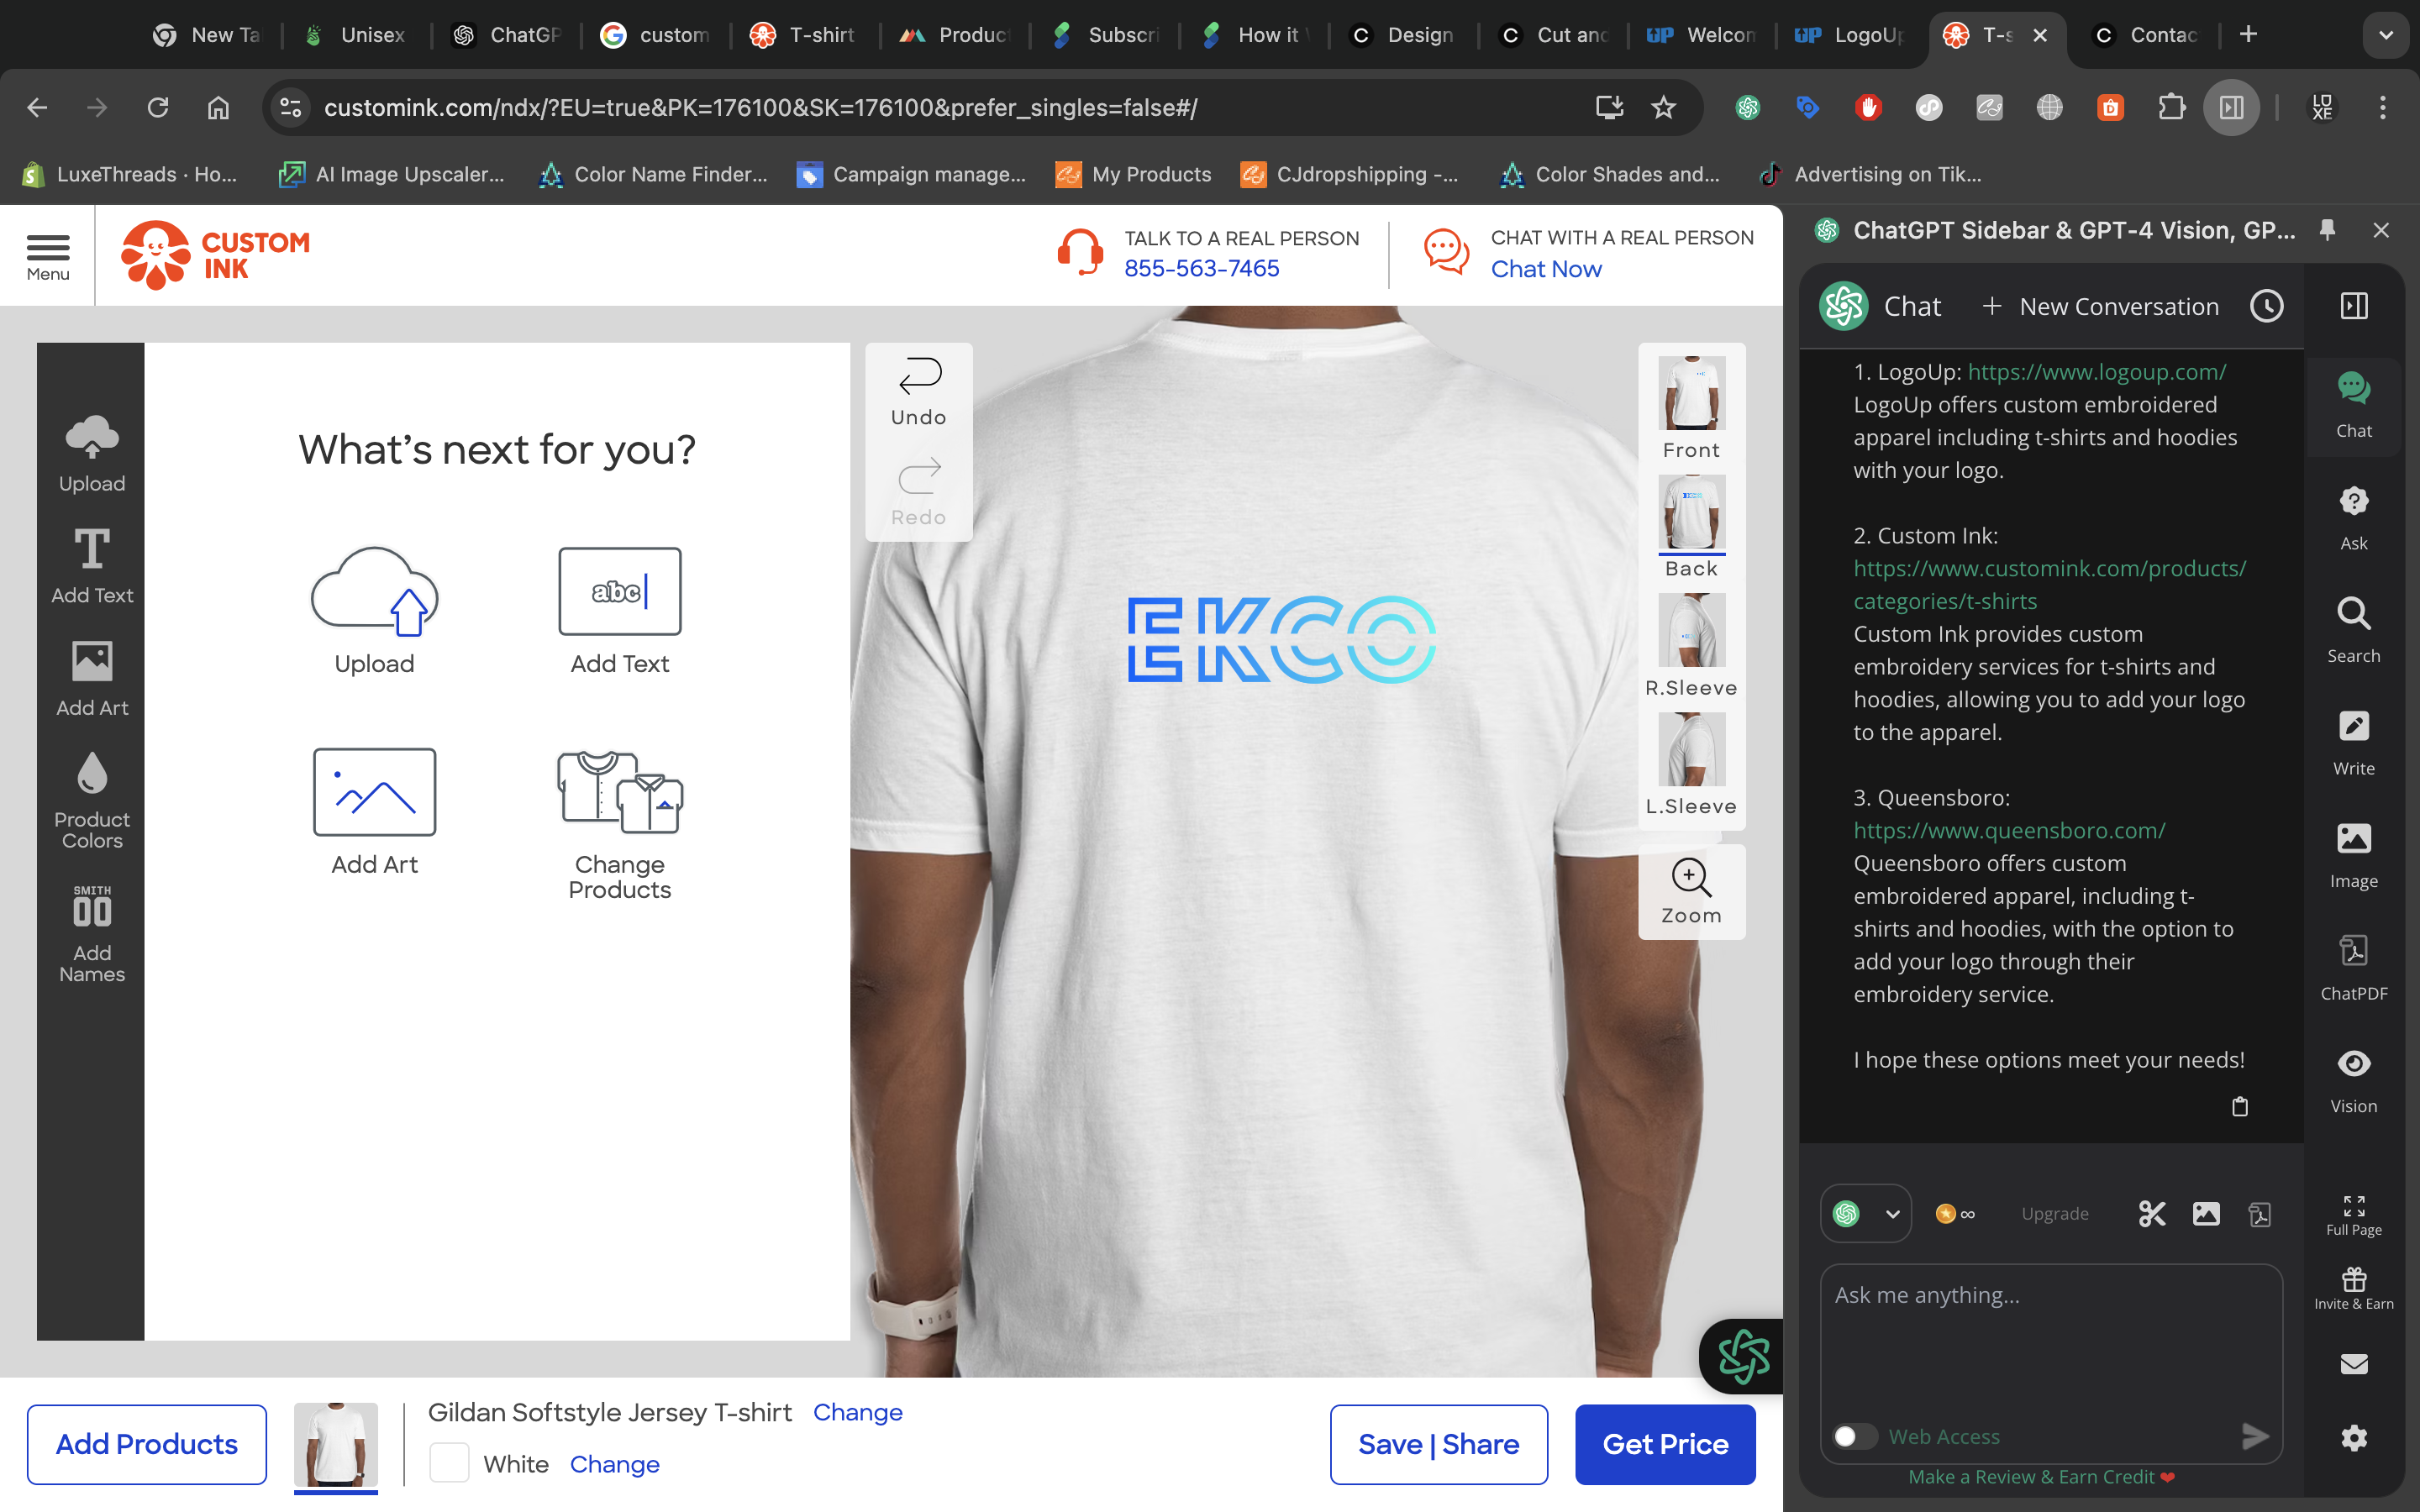 New Ta
Unisex
ChatGP
custom
T-shirt
Produc
Subscri
How it
Design
Cut and
Welcom
LogoUp
T-s
Contac
customink.com/ndx/?EU=true&PK=176100&SK=176100&prefer_singles=false#/
LUXE
LuxeThreads · Ho...
AI Image Upscaler...
Color Name Finder...
Campaign manage...
My Products
CJdropshipping -...
Color Shades and...
Advertising on Tik...
Menu
CUSTOM
INK
TALK TO A REAL PERSON
855-563-7465
CHAT WITH A REAL PERSON
Chat Now
Upload
Add Text
Add Art
Product
Colors
SMITH
00
Add
Names
What's next for you?
Upload
abc
Add Text
Add Art
Change
Products
Undo
Redo
EKCO
Front
Back
R.Sleeve
L.Sleeve
Zoom
Add Products
Gildan Softstyle Jersey T-shirt Change
White Change
Save | Share
Get Price
ChatGPT Sidebar & GPT-4 Vision, GP...
Chat
+ New Conversation
1. LogoUp: https://www.logoup.com/
LogoUp offers custom embroidered
apparel including t-shirts and hoodies
with your logo.
2. Custom Ink:
https://www.customink.com/products/
categories/t-shirts
Custom Ink provides custom
embroidery services for t-shirts and
hoodies, allowing you to add your logo
to the apparel.
3. Queensboro:
https://www.queensboro.com/
Queensboro offers custom
embroidered apparel, including t-
shirts and hoodies, with the option to
add your logo through their
embroidery service.
I hope these options meet your needs!
Upgrade
Ask me anything...
Web Access
Make a Review & Earn Credit
Chat
Ask
Search
Write
Image
ChatPDF
Vision
Full Page
Invite & Earn